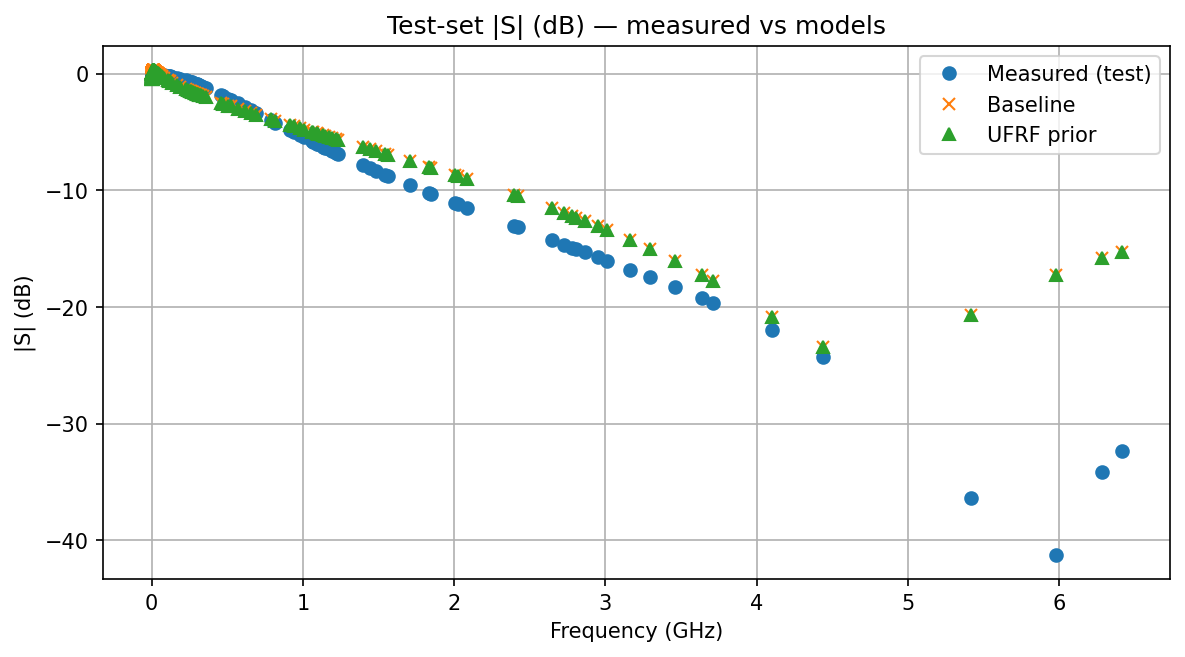 Test-set |S| (dB) — measured vs models
Measured (test)
Baseline
UFRF prior
|S| (dB)
0
−10
−20
−30
−40
0 1 2 3 4 5 6
Frequency (GHz)